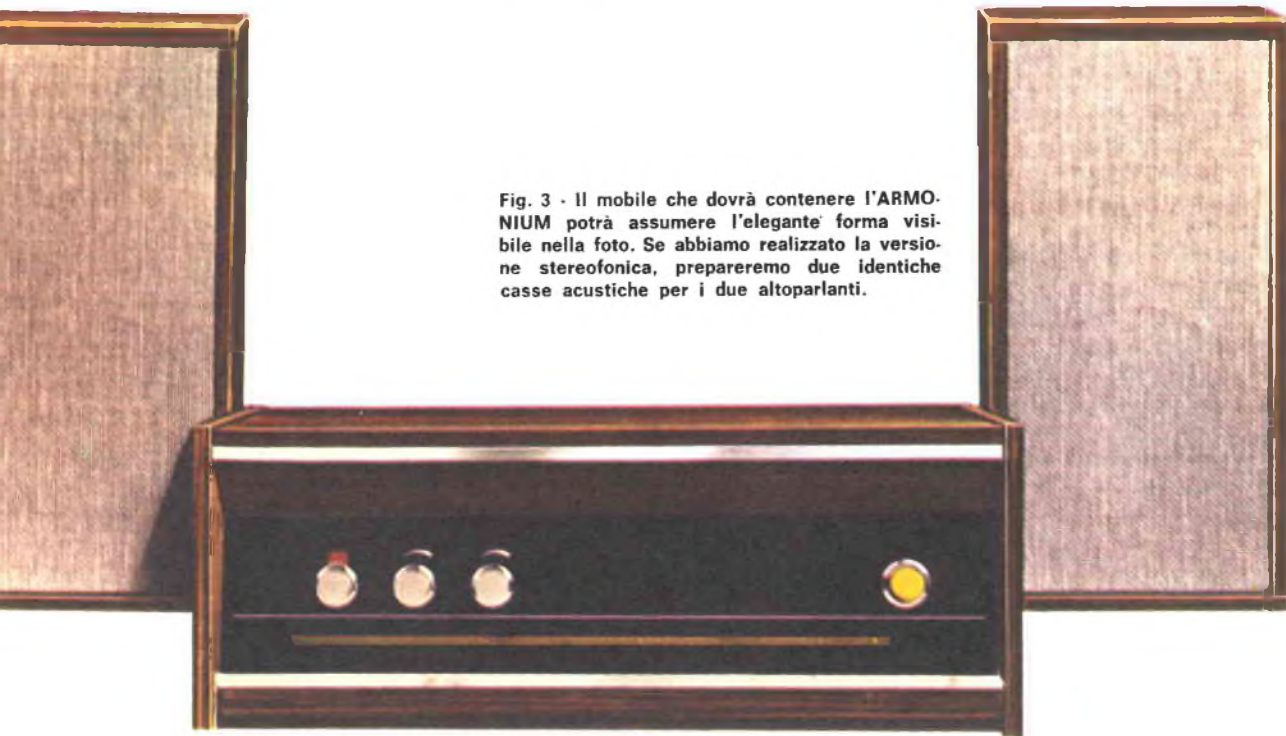 Fig. 3 - Il mobile che dovrà contenere l'ARMO-
NIUM potrà assumere l'elegante forma visi-
bile nella foto. Se abbiamo realizzato la versio-
ne stereofonica, prepareremo due identiche
casse acustiche per i due altoparlanti.